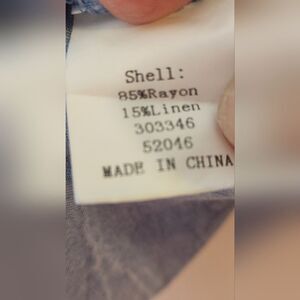 Shell:
85%Rayon
15%Linen
303346
52046
MADE IN CHINA